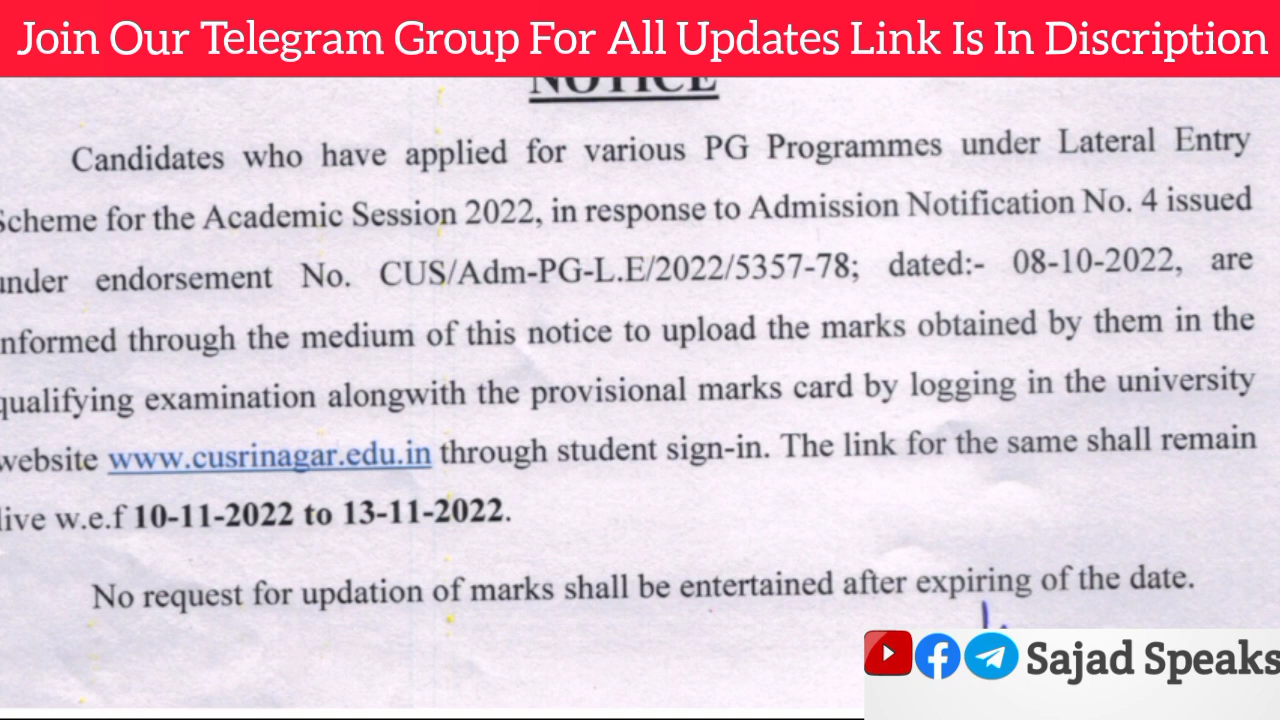 Join Our Telegram Group For All Updates Link Is In Discription
NOTICE
Candidates who have applied for various PG Programmes under Lateral Entry
Scheme for the Academic Session 2022, in response to Admission Notification No. 4 issued
under endorsement No. CUS/Adm-PG-L.E/2022/5357-78; dated:- 08-10-2022, are
informed through the medium of this notice to upload the marks obtained by them in the
qualifying examination alongwith the provisional marks card by logging in the university
website www.cusrinagar.edu.in through student sign-in. The link for the same shall remain
live w.e.f 10-11-2022 to 13-11-2022.
No request for updation of marks shall be entertained after expiring of the date.
Sajad Speaks